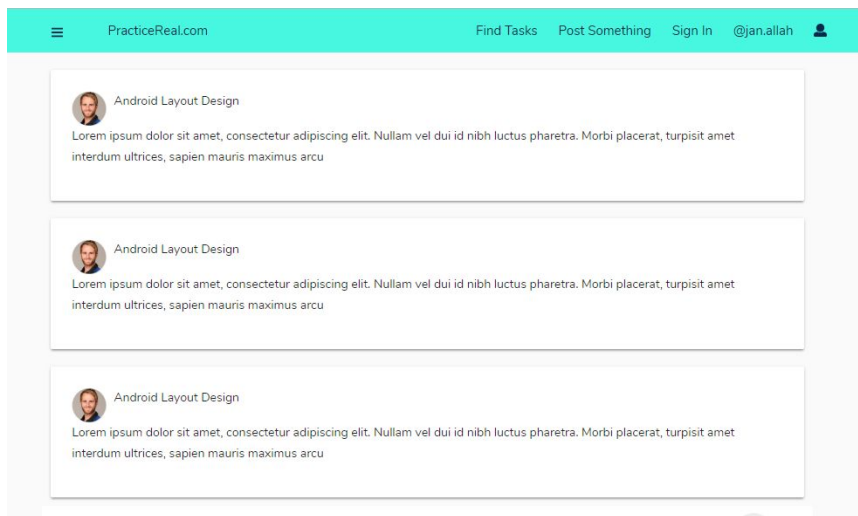 PracticeReal.com Find Tasks Post Something Sign In @jan.allah
Android Layout Design
Lorem ipsum dolor sit amet, consectetur adipiscing elit. Nullam vel dui id nibh luctus pharetra. Morbi placerat, turpisit amet
interdum ultrices, sapien mauris maximus arcu
Android Layout Design
Lorem ipsum dolor sit amet, consectetur adipiscing elit. Nullam vel dui id nibh luctus pharetra. Morbi placerat, turpisit amet
interdum ultrices, sapien mauris maximus arcu
Android Layout Design
Lorem ipsum dolor sit amet, consectetur adipiscing elit. Nullam vel dui id nibh luctus pharetra. Morbi placerat, turpisit amet
interdum ultrices, sapien mauris maximus arcu